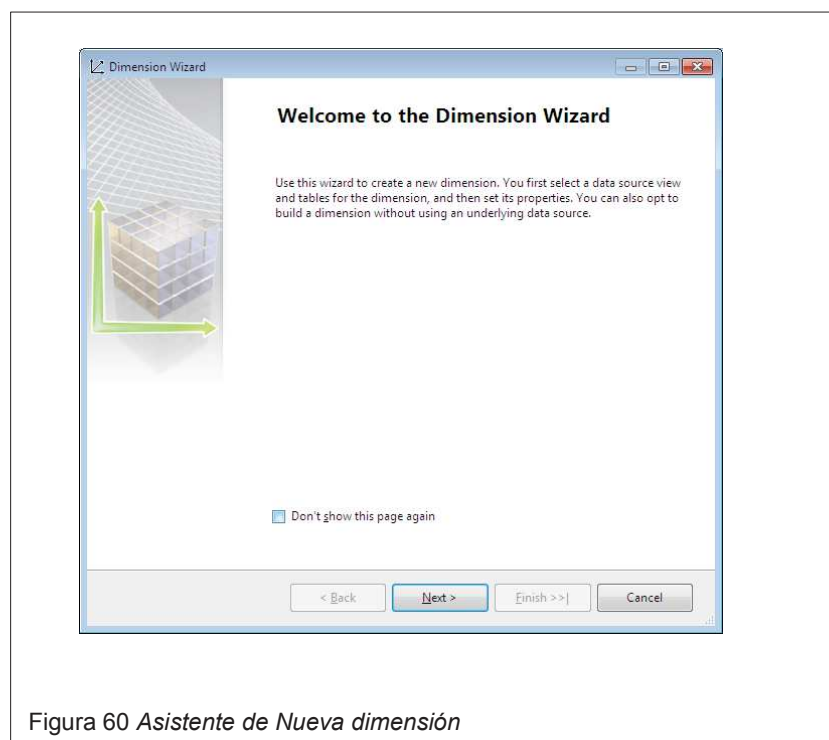 Dimension Wizard
Welcome to the Dimension Wizard
Use this wizard to create a new dimension. You first select a data source view
and tables for the dimension, and then set its properties. You can also opt to
build a dimension without using an underlying data source.
Don't show this page again
< Back Next > Finish >>| Cancel
Figura 60 Asistente de Nueva dimensión